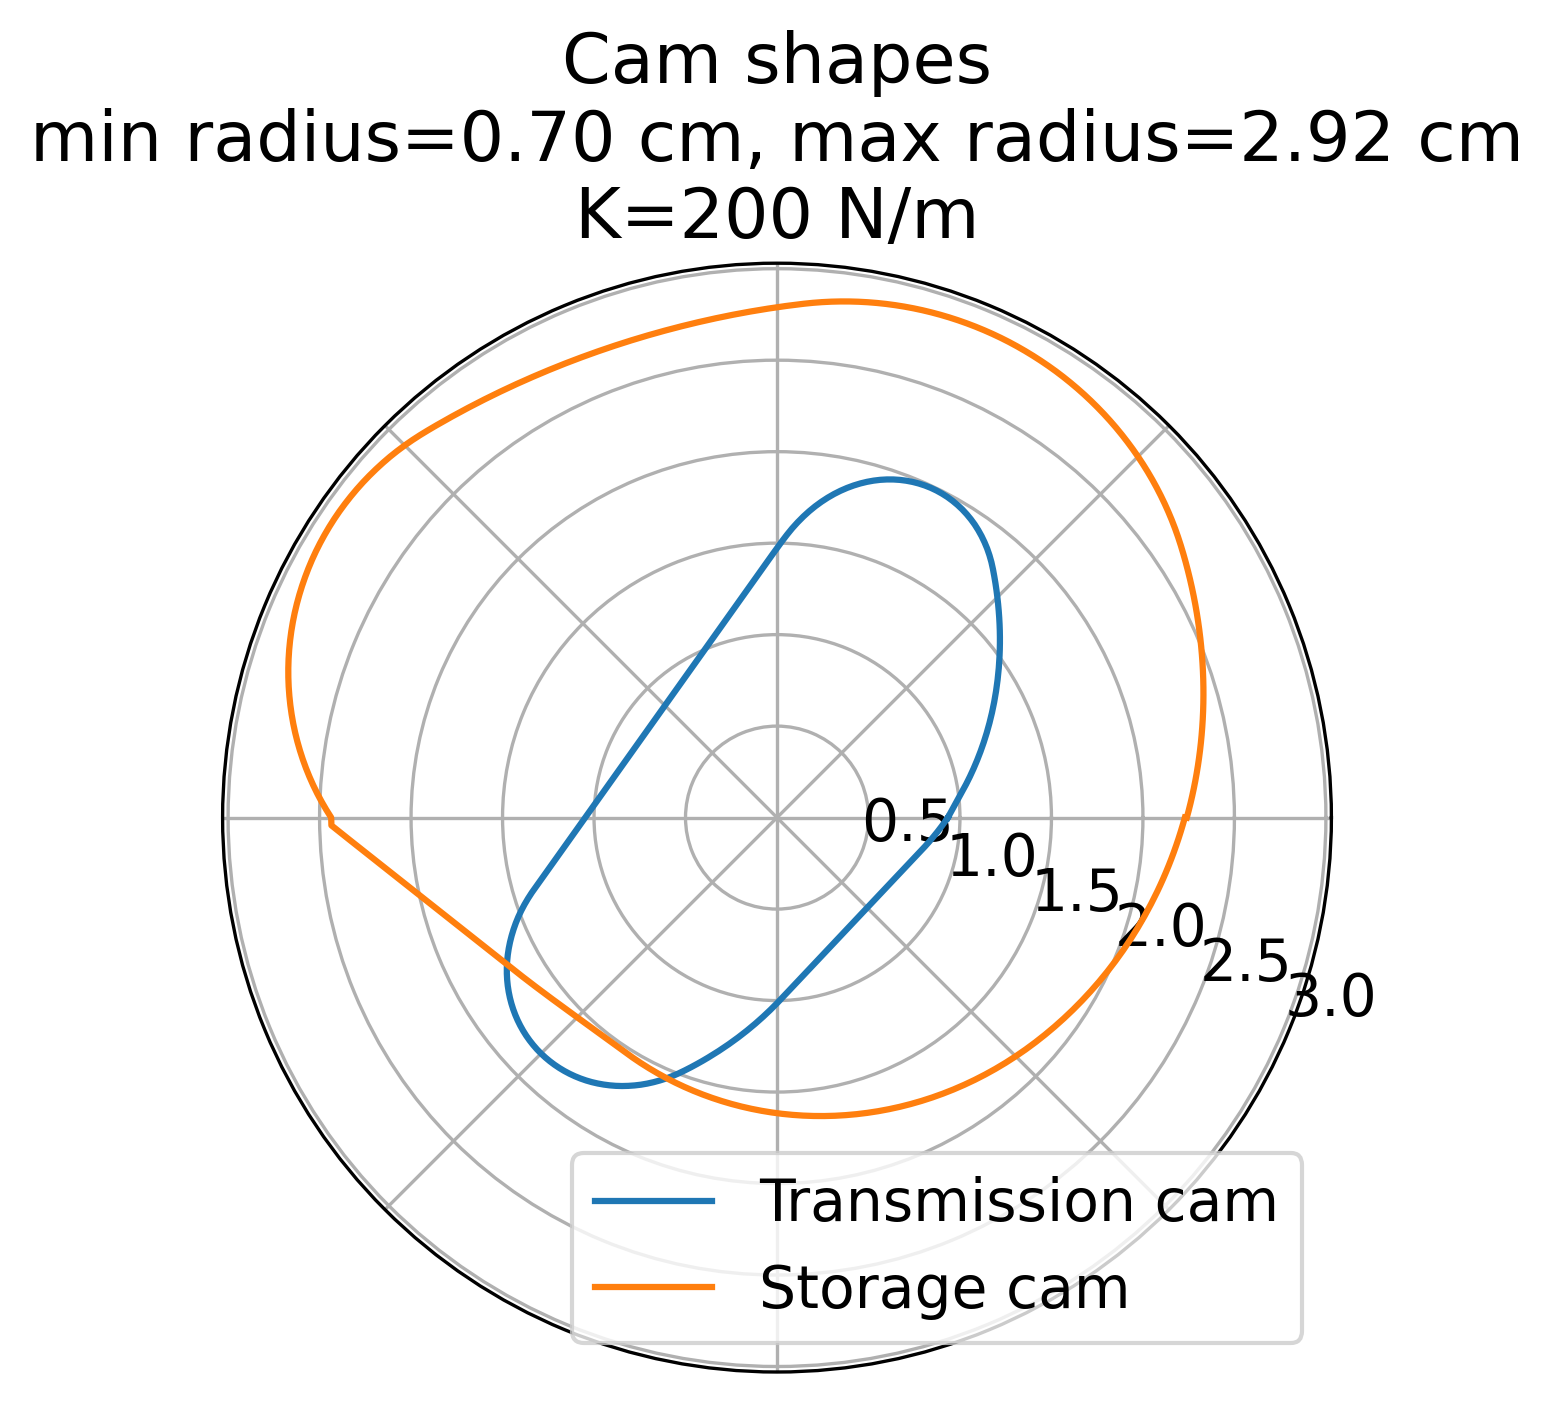 Cam shapes
min radius=0.70 cm, max radius=2.92 cm
K=200 N/m
0.5
1.0
1.5
2.0
2.5
3.0
Transmission cam
Storage cam